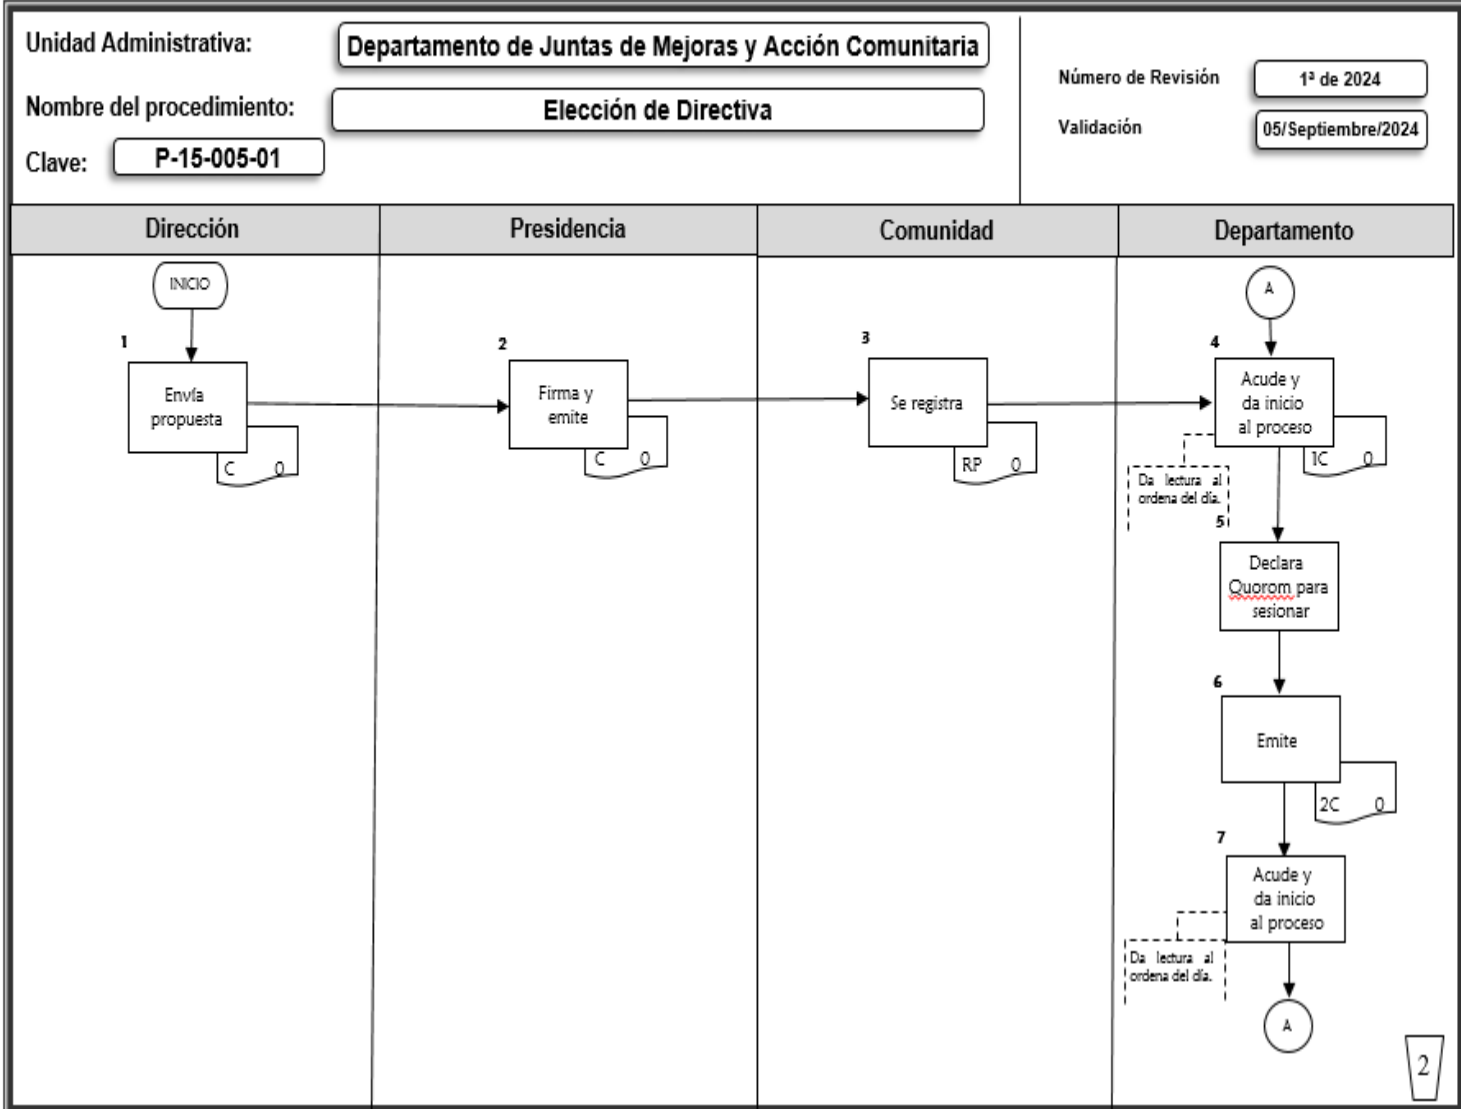 Unidad Administrativa:
Departamento de Juntas de Mejoras y Acción Comunitaria
Nombre del procedimiento:
Elección de Directiva
Clave:
P-15-005-01
Número de Revisión
1ª de 2024
Validación
05/Septiembre/2024
Dirección
Presidencia
Comunidad
Departamento
INICIO
1
Envía
propuesta
C 0
2
Firma y
emite
C 0
3
Se registra
RP 0
A
4
Acude y
da inicio
al proceso
1C 0
Da lectura al
ordena del día.
5
Declara
Quorom para
sesionar
6
Emite
2C 0
7
Acude y
da inicio
al proceso
Da lectura al
ordena del día.
A
2